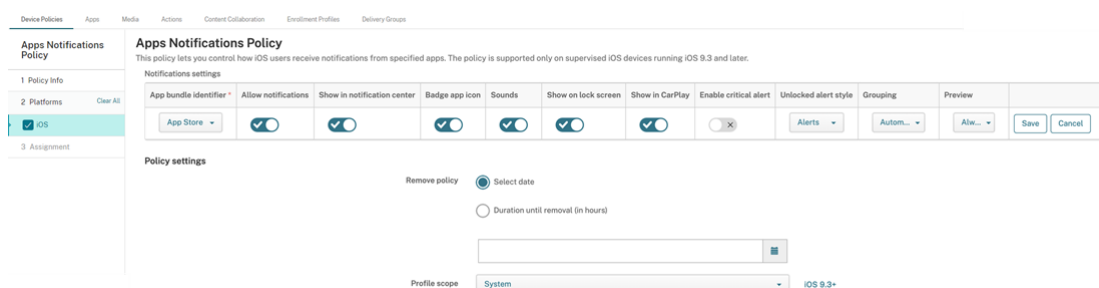 Device Policies Apps Media Actions Content Collaboration Enrollment Profiles Delivery Groups
Apps Notifications
Policy
1 Policy Info
2 Platforms Clear All
iOS
3 Assignment
Apps Notifications Policy
This policy lets you control how iOS users receive notifications from specified apps. The policy is supported only on supervised iOS devices running iOS 9.3 and later.
Notifications settings
App bundle identifier * Allow notifications Show in notification center Badge app icon Sounds Show on lock screen Show in CarPlay Enable critical alert Unlocked alert style Grouping Preview
App Store Alerts Autom... Alw... Save Cancel
Policy settings
Remove policy Select date
Duration until removal (in hours)
Profile scope System iOS 9.3+